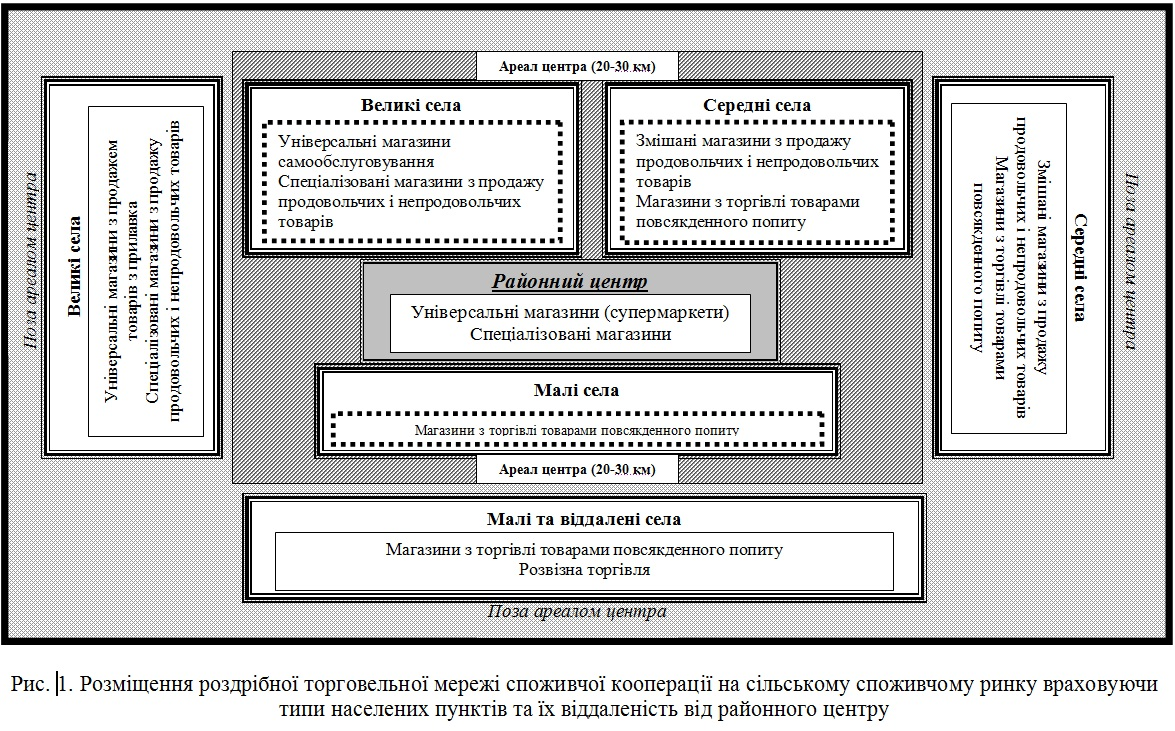 Ареал центра (20-30 км)
Великі села
Універсальні магазини
самообслуговування
Спеціалізовані магазини з продажу
продовольчих і непродовольчих
товарів
Середні села
Змішані магазини з продажу
продовольчих і непродовольчих
товарів
Магазини з торгівлі товарами
повсякденного попиту
Поза ареалом центра
Великі села
Універсальні магазини з продажем
товарів з прилавка
Спеціалізовані магазини з продажу
продовольчих і непродовольчих товарів
Районний центр
Універсальні магазини (супермаркети)
Спеціалізовані магазини
Поза ареалом центра
Середні села
Змішані магазини з продажу
продовольчих і непродовольчих товарів
Магазини з торгівлі товарами
повсякденного попиту
Малі села
Магазини з торгівлі товарами повсякденного попиту
Ареал центра (20-30 км)
Малі та віддалені села
Магазини з торгівлі товарами повсякденного попиту
Розвізна торгівля
Поза ареалом центра
Рис. 1. Розміщення роздрібної торговельної мережі споживчої кооперації на сільському споживчому ринку враховуючи
типи населених пунктів та їх віддаленість від районного центру